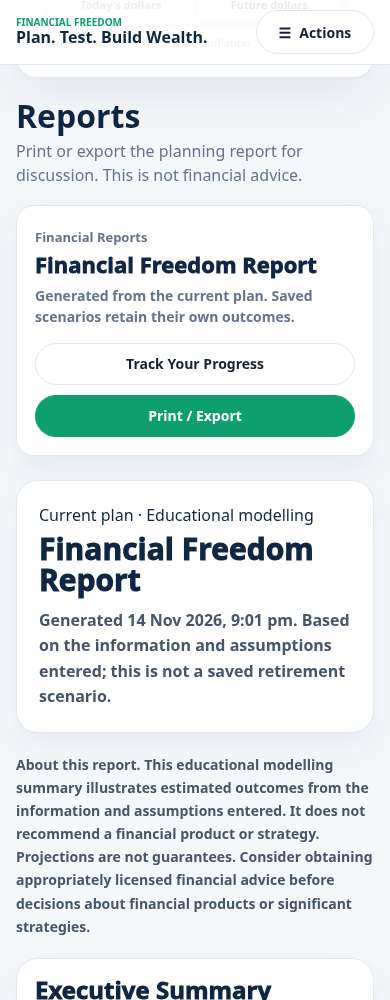 Today's dollars Future dollars
FINANCIAL FREEDOM
Plan. Test. Build Wealth.
☰ Actions
Reports
Print or export the planning report for
discussion. This is not financial advice.
Financial Reports
Financial Freedom Report
Generated from the current plan. Saved
scenarios retain their own outcomes.
Track Your Progress
Print / Export
Current plan · Educational modelling
Financial Freedom
Report
Generated 14 Nov 2026, 9:01 pm. Based
on the information and assumptions
entered; this is not a saved retirement
scenario.
About this report. This educational modelling
summary illustrates estimated outcomes from the
information and assumptions entered. It does not
recommend a financial product or strategy.
Projections are not guarantees. Consider obtaining
appropriately licensed financial advice before
decisions about financial products or significant
strategies.
Executive Summary